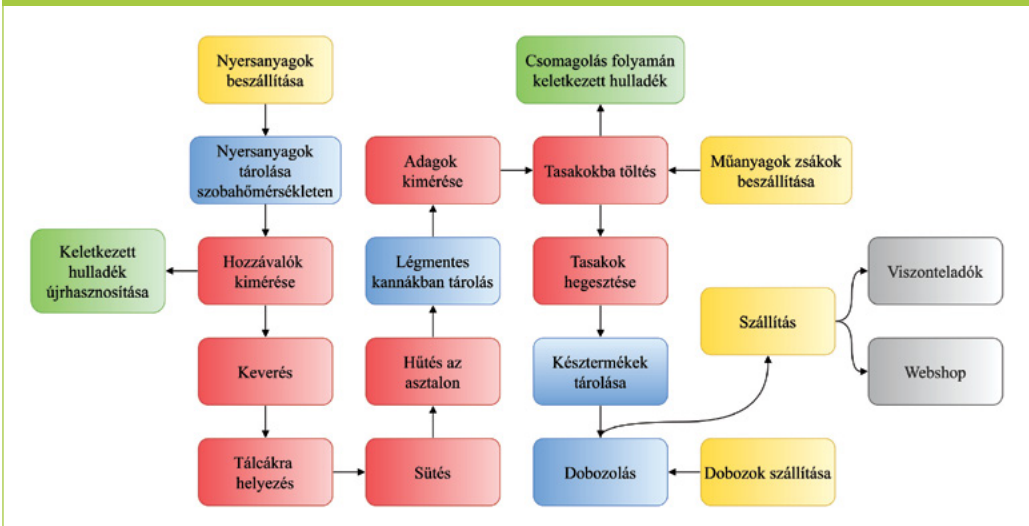 Nyersanyagok
beszállítása
Nyersanyagok
tárolása
szobahőmérsékleten
Keletkezett
hulladék
újrhasznosítása
Hozzávalók
kimérése
Keverés
Tálcákra
helyezés
Sütés
Hűtés az
asztalon
Légmentes
kannákban tárolás
Adagok
kimérése
Csomagolás folyamán
keletkezett hulladék
Tasakokba töltés
Műanyagok zsákok
beszállítása
Tasakok
hegesztése
Késztermékek
tárolása
Dobozolás
Dobozok szállítása
Szállítás
Viszonteladók
Webshop